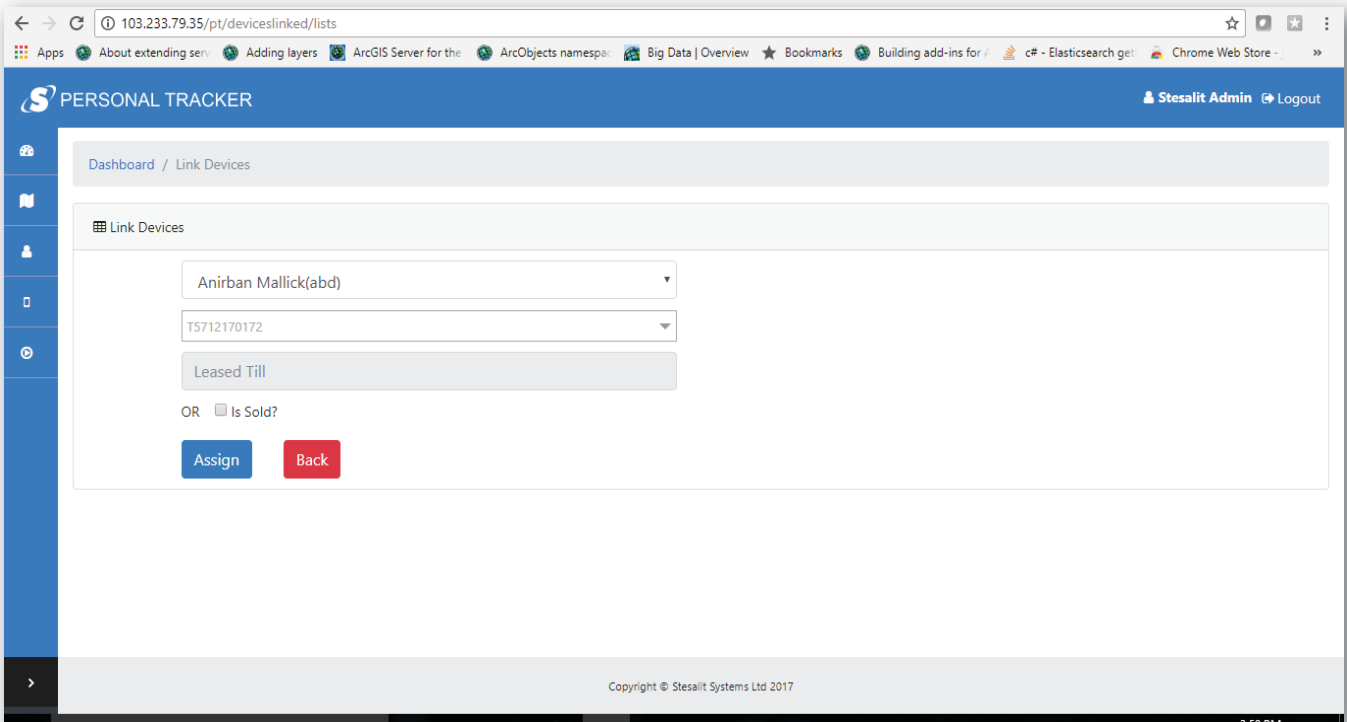 103.233.79.35/pt/deviceslinked/lists
Apps About extending serv Adding layers ArcGIS Server for the ArcObjects namespac Big Data | Overview Bookmarks Building add-ins for A c# - Elasticsearch get Chrome Web Store - »
S PERSONAL TRACKER Stesalit Admin Logout
Dashboard / Link Devices
Link Devices
Anirban Mallick(abd)
T5712170172
Leased Till
OR Is Sold?
Assign Back
Copyright © Stesalit Systems Ltd 2017